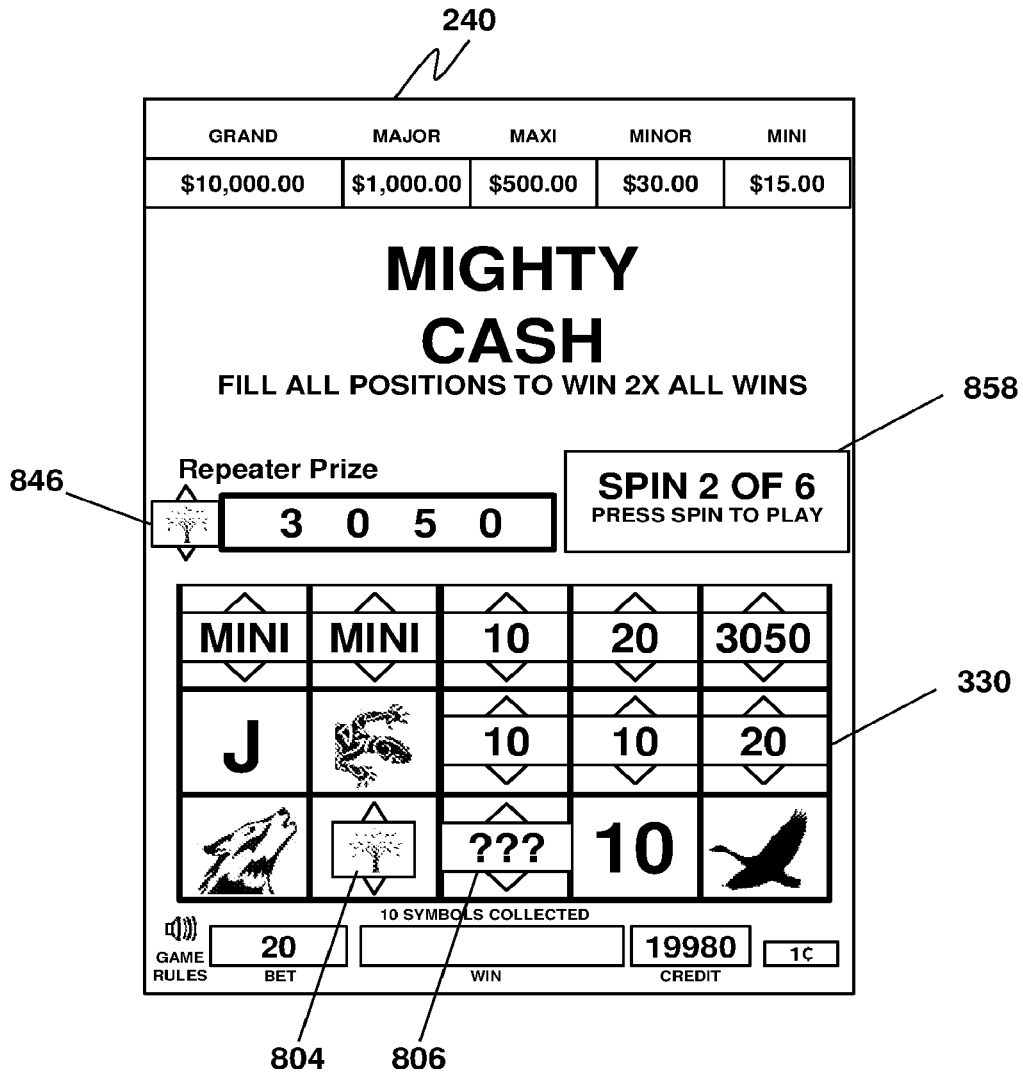 240
GRAND MAJOR MAXI MINOR MINI
$10,000.00 $1,000.00 $500.00 $30.00 $15.00
MIGHTY
CASH
FILL ALL POSITIONS TO WIN 2X ALL WINS
858
Repeater Prize
846
3 0 5 0
SPIN 2 OF 6
PRESS SPIN TO PLAY
MINI MINI 10 20 3050
330
J 10 10 20
??? 10
10 SYMBOLS COLLECTED
20 19980 1¢
GAME
RULES BET WIN CREDIT
804 806